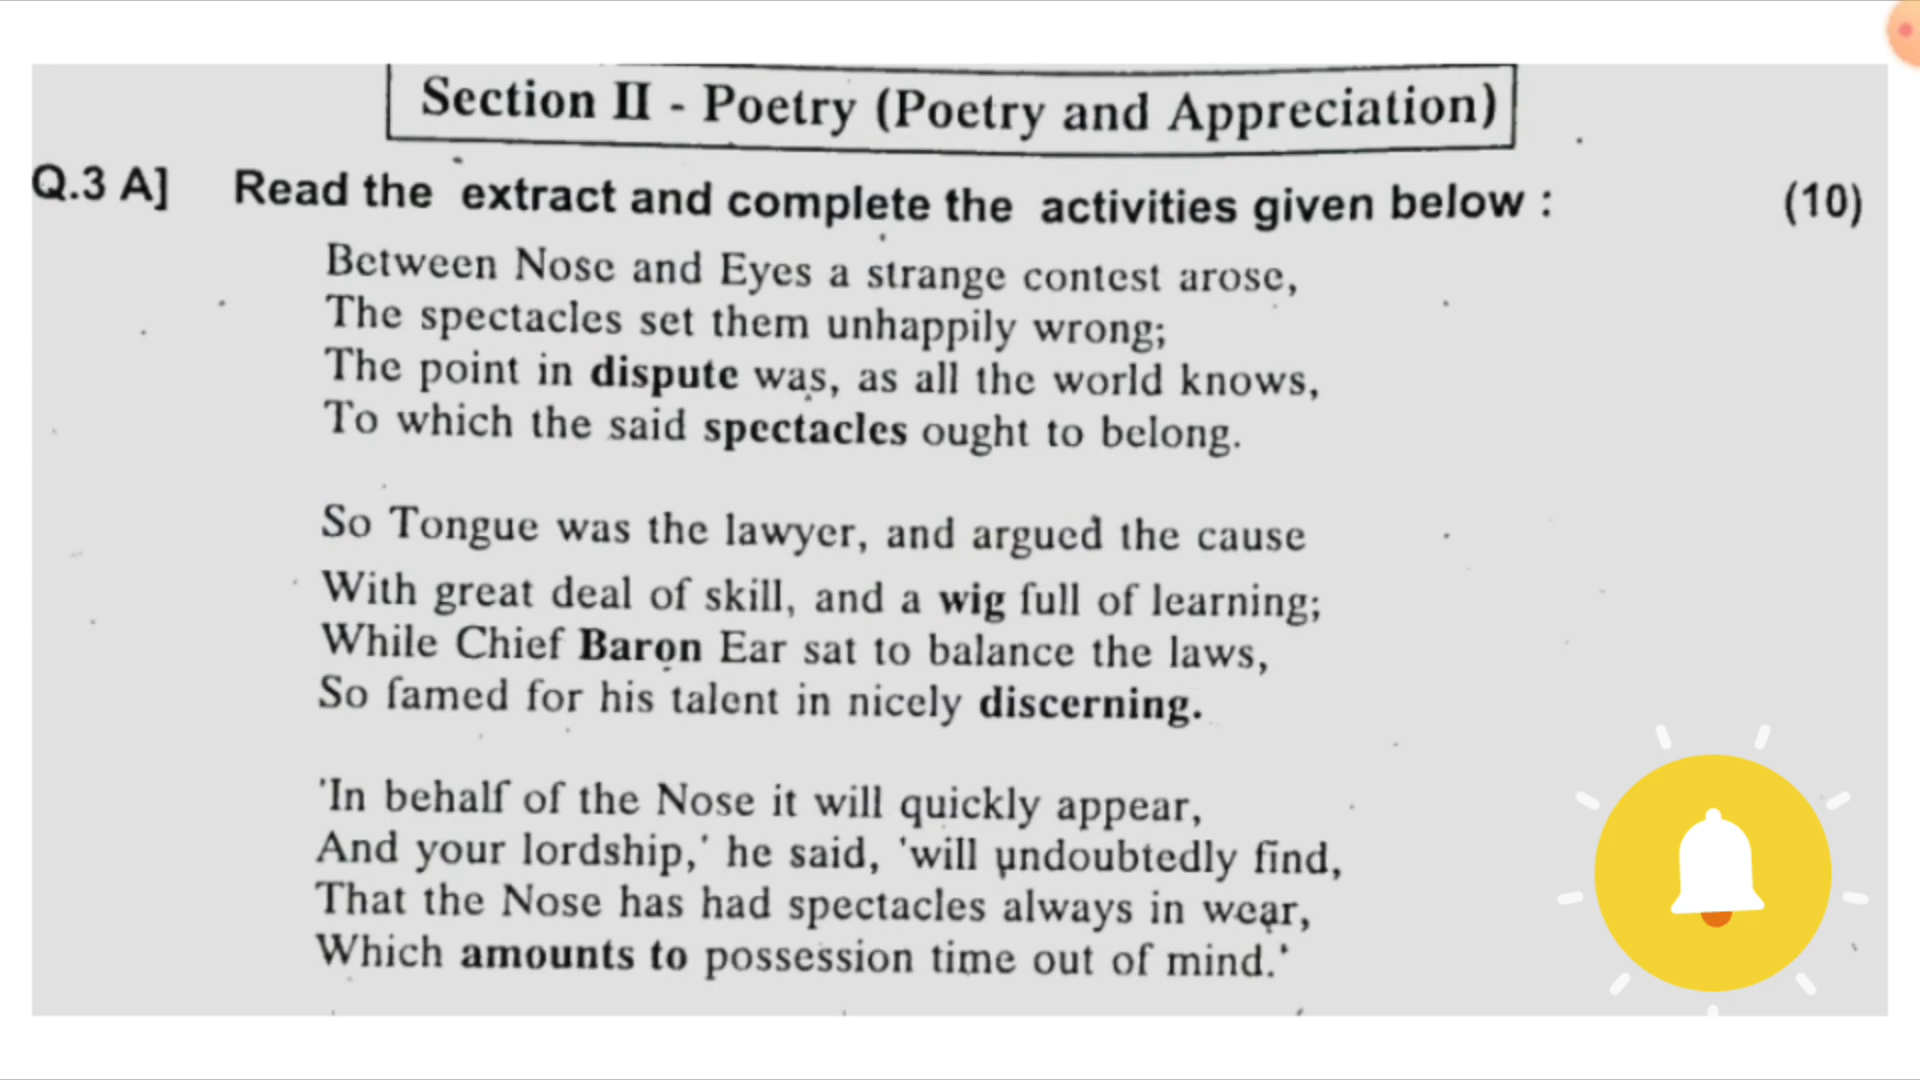 Section II - Poetry (Poetry and Appreciation)
Q.3 A] Read the extract and complete the activities given below : (10)
Between Nose and Eyes a strange contest arose,
The spectacles set them unhappily wrong;
The point in dispute was, as all the world knows,
To which the said spectacles ought to belong.
So Tongue was the lawyer, and argued the cause
With great deal of skill, and a wig full of learning;
While Chief Baron Ear sat to balance the laws,
So famed for his talent in nicely discerning.
'In behalf of the Nose it will quickly appear,
And your lordship,' he said, 'will undoubtedly find,
That the Nose has had spectacles always in wear,
Which amounts to possession time out of mind.'